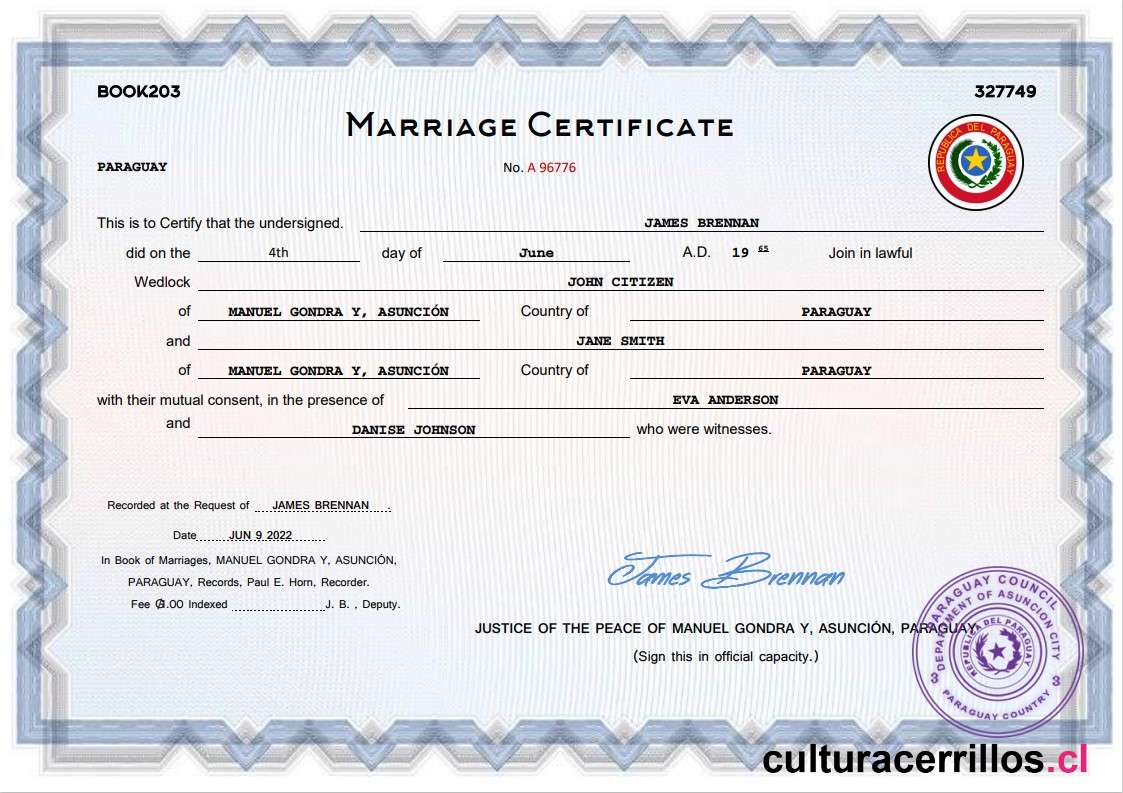 BOOK203 327749
MARRIAGE CERTIFICATE
PARAGUAY No. A 96776
REPUBLICA DEL PARAGUAY
This is to Certify that the undersigned. JAMES BRENNAN
did on the 4th day of June A.D. 19 65 Join in lawful
Wedlock JOHN CITIZEN
of MANUEL GONDRA Y, ASUNCIÓN Country of PARAGUAY
and JANE SMITH
of MANUEL GONDRA Y, ASUNCIÓN Country of PARAGUAY
with their mutual consent, in the presence of EVA ANDERSON
and DANISE JOHNSON who were witnesses.
Recorded at the Request of JAMES BRENNAN .
Date JUN 9 2022
In Book of Marriages, MANUEL GONDRA Y, ASUNCIÓN,
PARAGUAY, Records, Paul E. Horn, Recorder.
Fee 1.00 Indexed J. B. , Deputy.
James Brennan
JUSTICE OF THE PEACE OF MANUEL GONDRA Y, ASUNCIÓN, PARAGUAY
(Sign this in official capacity.)
PARAGUAY COUNCIL
DEPARTMENT OF ASUNCION CITY
REPUBLICA DEL PARAGUAY
3 3
PARAGUAY COUNTRY
culturacerrillos.cl